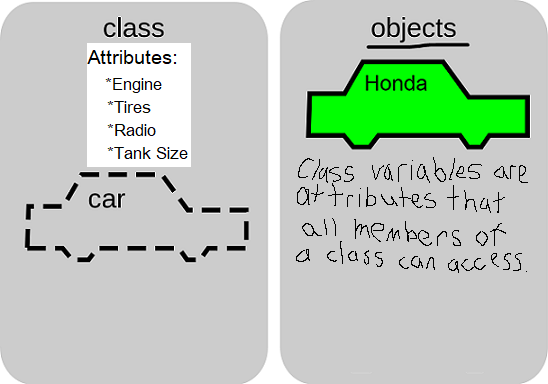 class
Attributes:
*Engine
*Tires
*Radio
*Tank Size
car
objects
Honda
Class variables are
attributes that
all members of
a class can access.